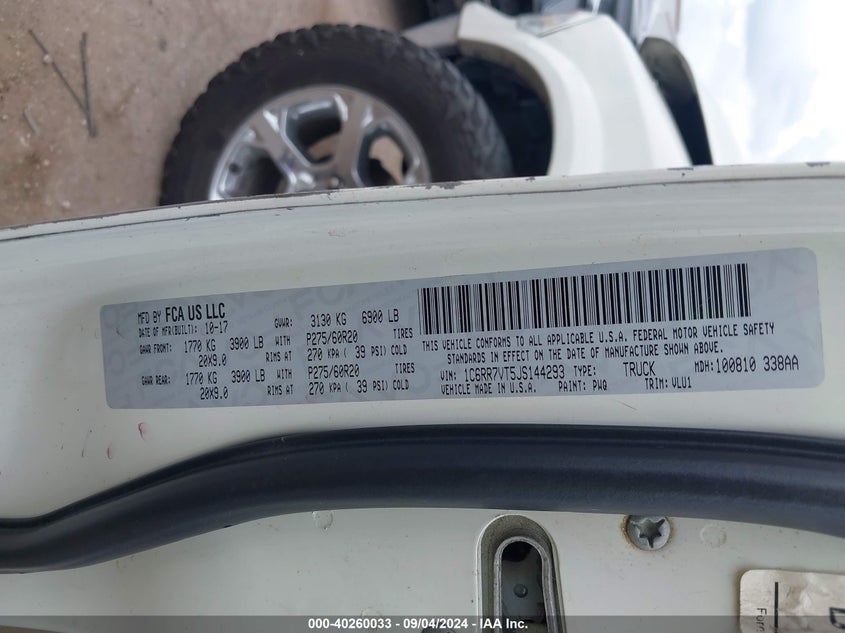 MFD BY FCA US LLC
DATE OF MFR(BUILT): 10-17 GVWR: 3130 KG 6900 LB
GAWR FRONT: 1770 KG 3900 LB WITH P275/60R20 TIRES
20X9.0 RIMS AT 270 KPA ( 39 PSI) COLD
GAWR REAR: 1770 KG 3900 LB WITH P275/60R20 TIRES
20X9.0 RIMS AT 270 KPA ( 39 PSI) COLD
THIS VEHICLE CONFORMS TO ALL APPLICABLE U.S.A. FEDERAL MOTOR VEHICLE SAFETY
STANDARDS IN EFFECT ON THE DATE OF MANUFACTURE SHOWN ABOVE.
VIN: 1C6RR7VT5JS144293 TYPE: TRUCK MDH: 100810 338AA
VEHICLE MADE IN U.S.A. PAINT: PWQ TRIM: VLU1
000-40260033 - 09/04/2024 - IAA Inc.